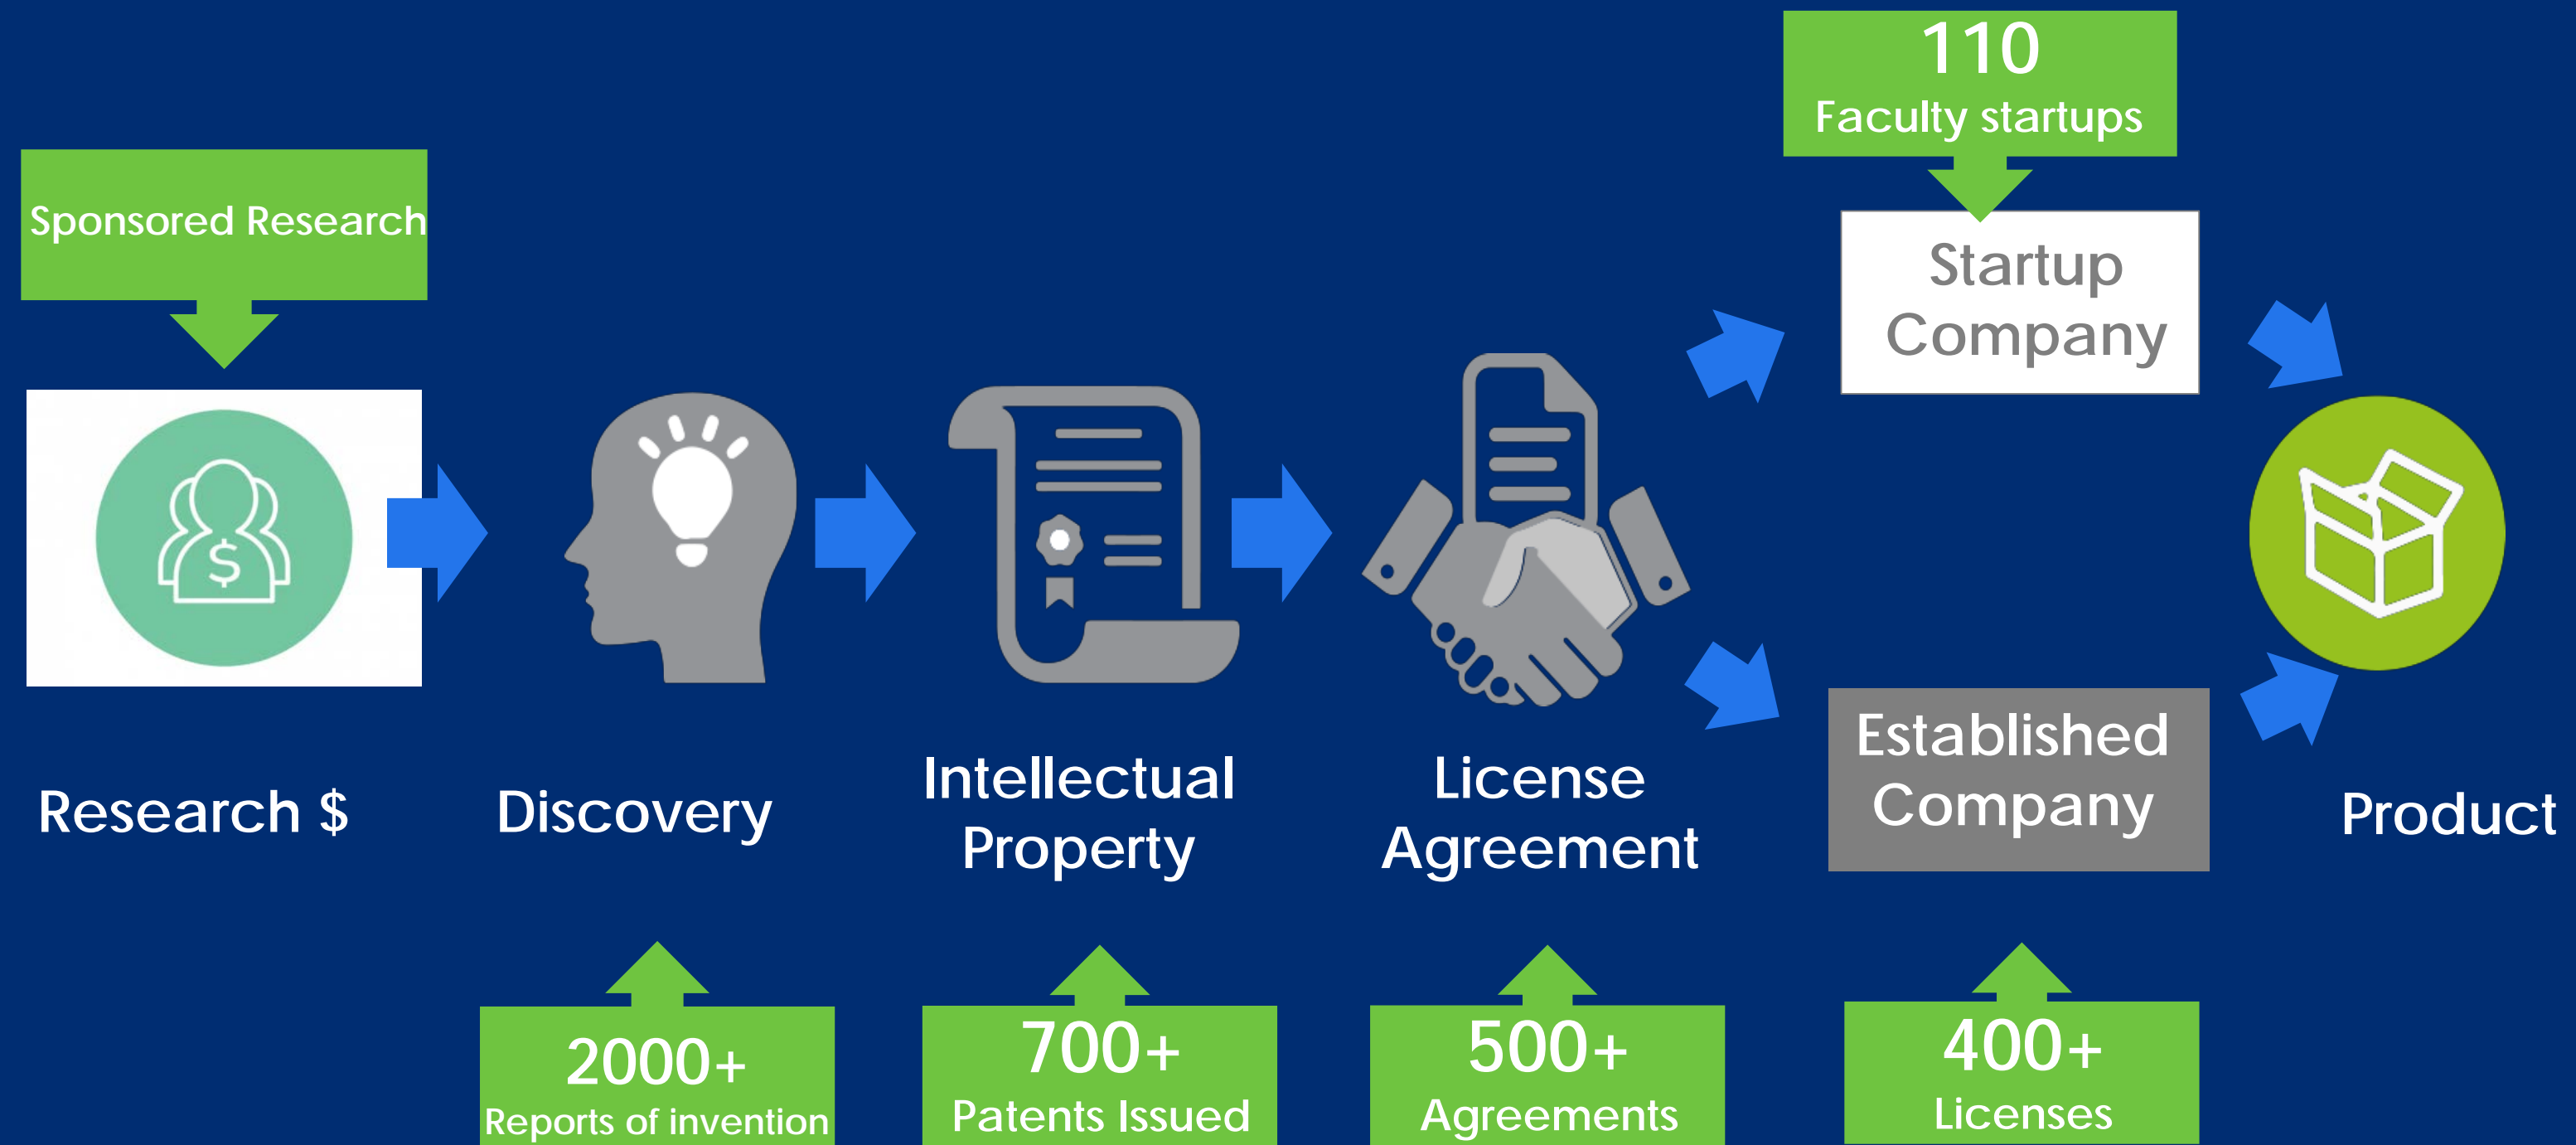 110
Faculty startups
Sponsored Research
Startup
Company
$
Research $
Discovery
Intellectual
Property
License
Agreement
Established
Company
Product
2000+
Reports of invention
700+
Patents Issued
500+
Agreements
400+
Licenses